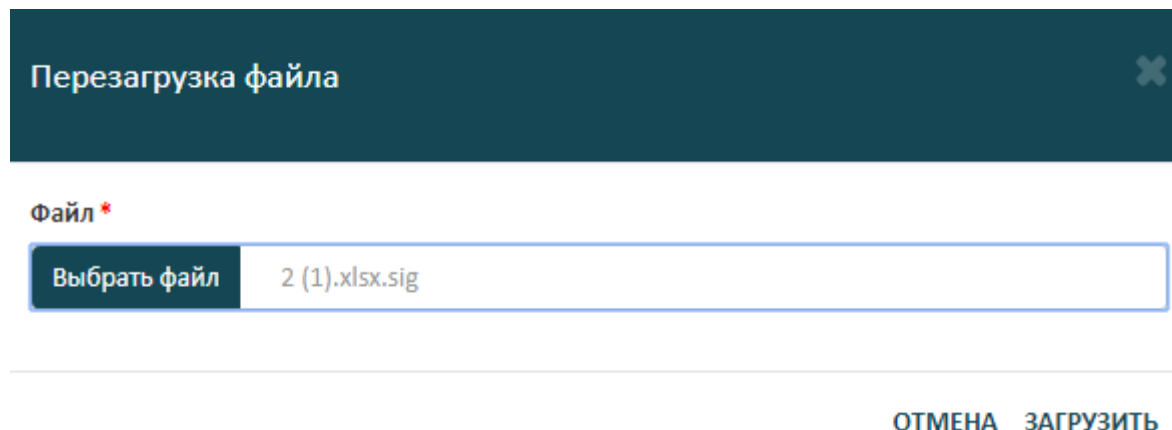 Перезагрузка файла
Файл *
Выбрать файл 2 (1).xlsx.sig
ОТМЕНА ЗАГРУЗИТЬ